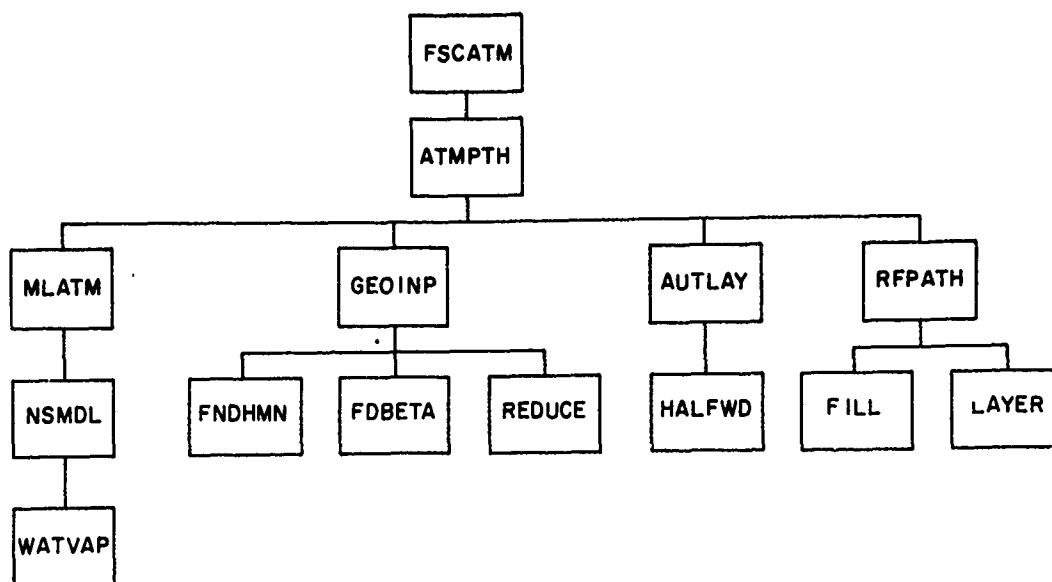 FSCATM
ATMPTH
MLATM
GEOINP
AUTLAY
RFPATH
NSMDL
FNDHMN
FDBETA
REDUCE
HALFWD
FILL
LAYER
WATVAP